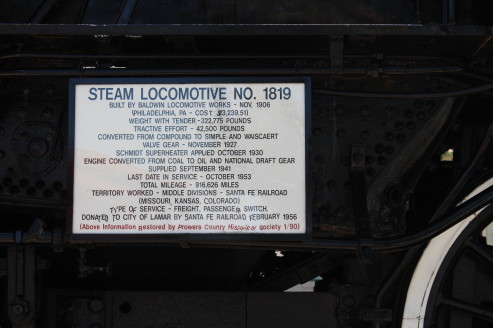 STEAM LOCOMOTIVE NO. 1819
BUILT BY BALDWIN LOCOMOTIVE WORKS - NOV. 1906
PHILADELPHIA, PA - COST
WEIGHT WITH TENDER - 322,775 POUNDS
TRACTIVE EFFORT - 42,500 POUNDS
CONVERTED FROM COMPOUND TO SIMPLE AND WAISCAERT
VALVE GEAR - NOVEMBER 1927
SCHMIDT SUPERHEATER APPLIED OCTOBER 1930
ENGINE CONVERTED FROM COAL TO OIL AND NATIONAL DRAFT GEAR
SUPPLIED SEPTEMBER 1941
LAST DATE IN SERVICE - OCTOBER 1953
TOTAL MILEAGE - 916,626 MILES
TERRITORY WORKED - MIDDLE DIVISIONS - SANTA FE RAILROAD
(MISSOURI, KANSAS, COLORADO)
TYPE OF SERVICE - FREIGHT, PASSENGER, SWITCH
DONATED TO CITY OF LAMAR BY SANTA FE RAILROAD FEBRUARY 1956
(Above Information Restored by Prowers County Historical society 1/90)